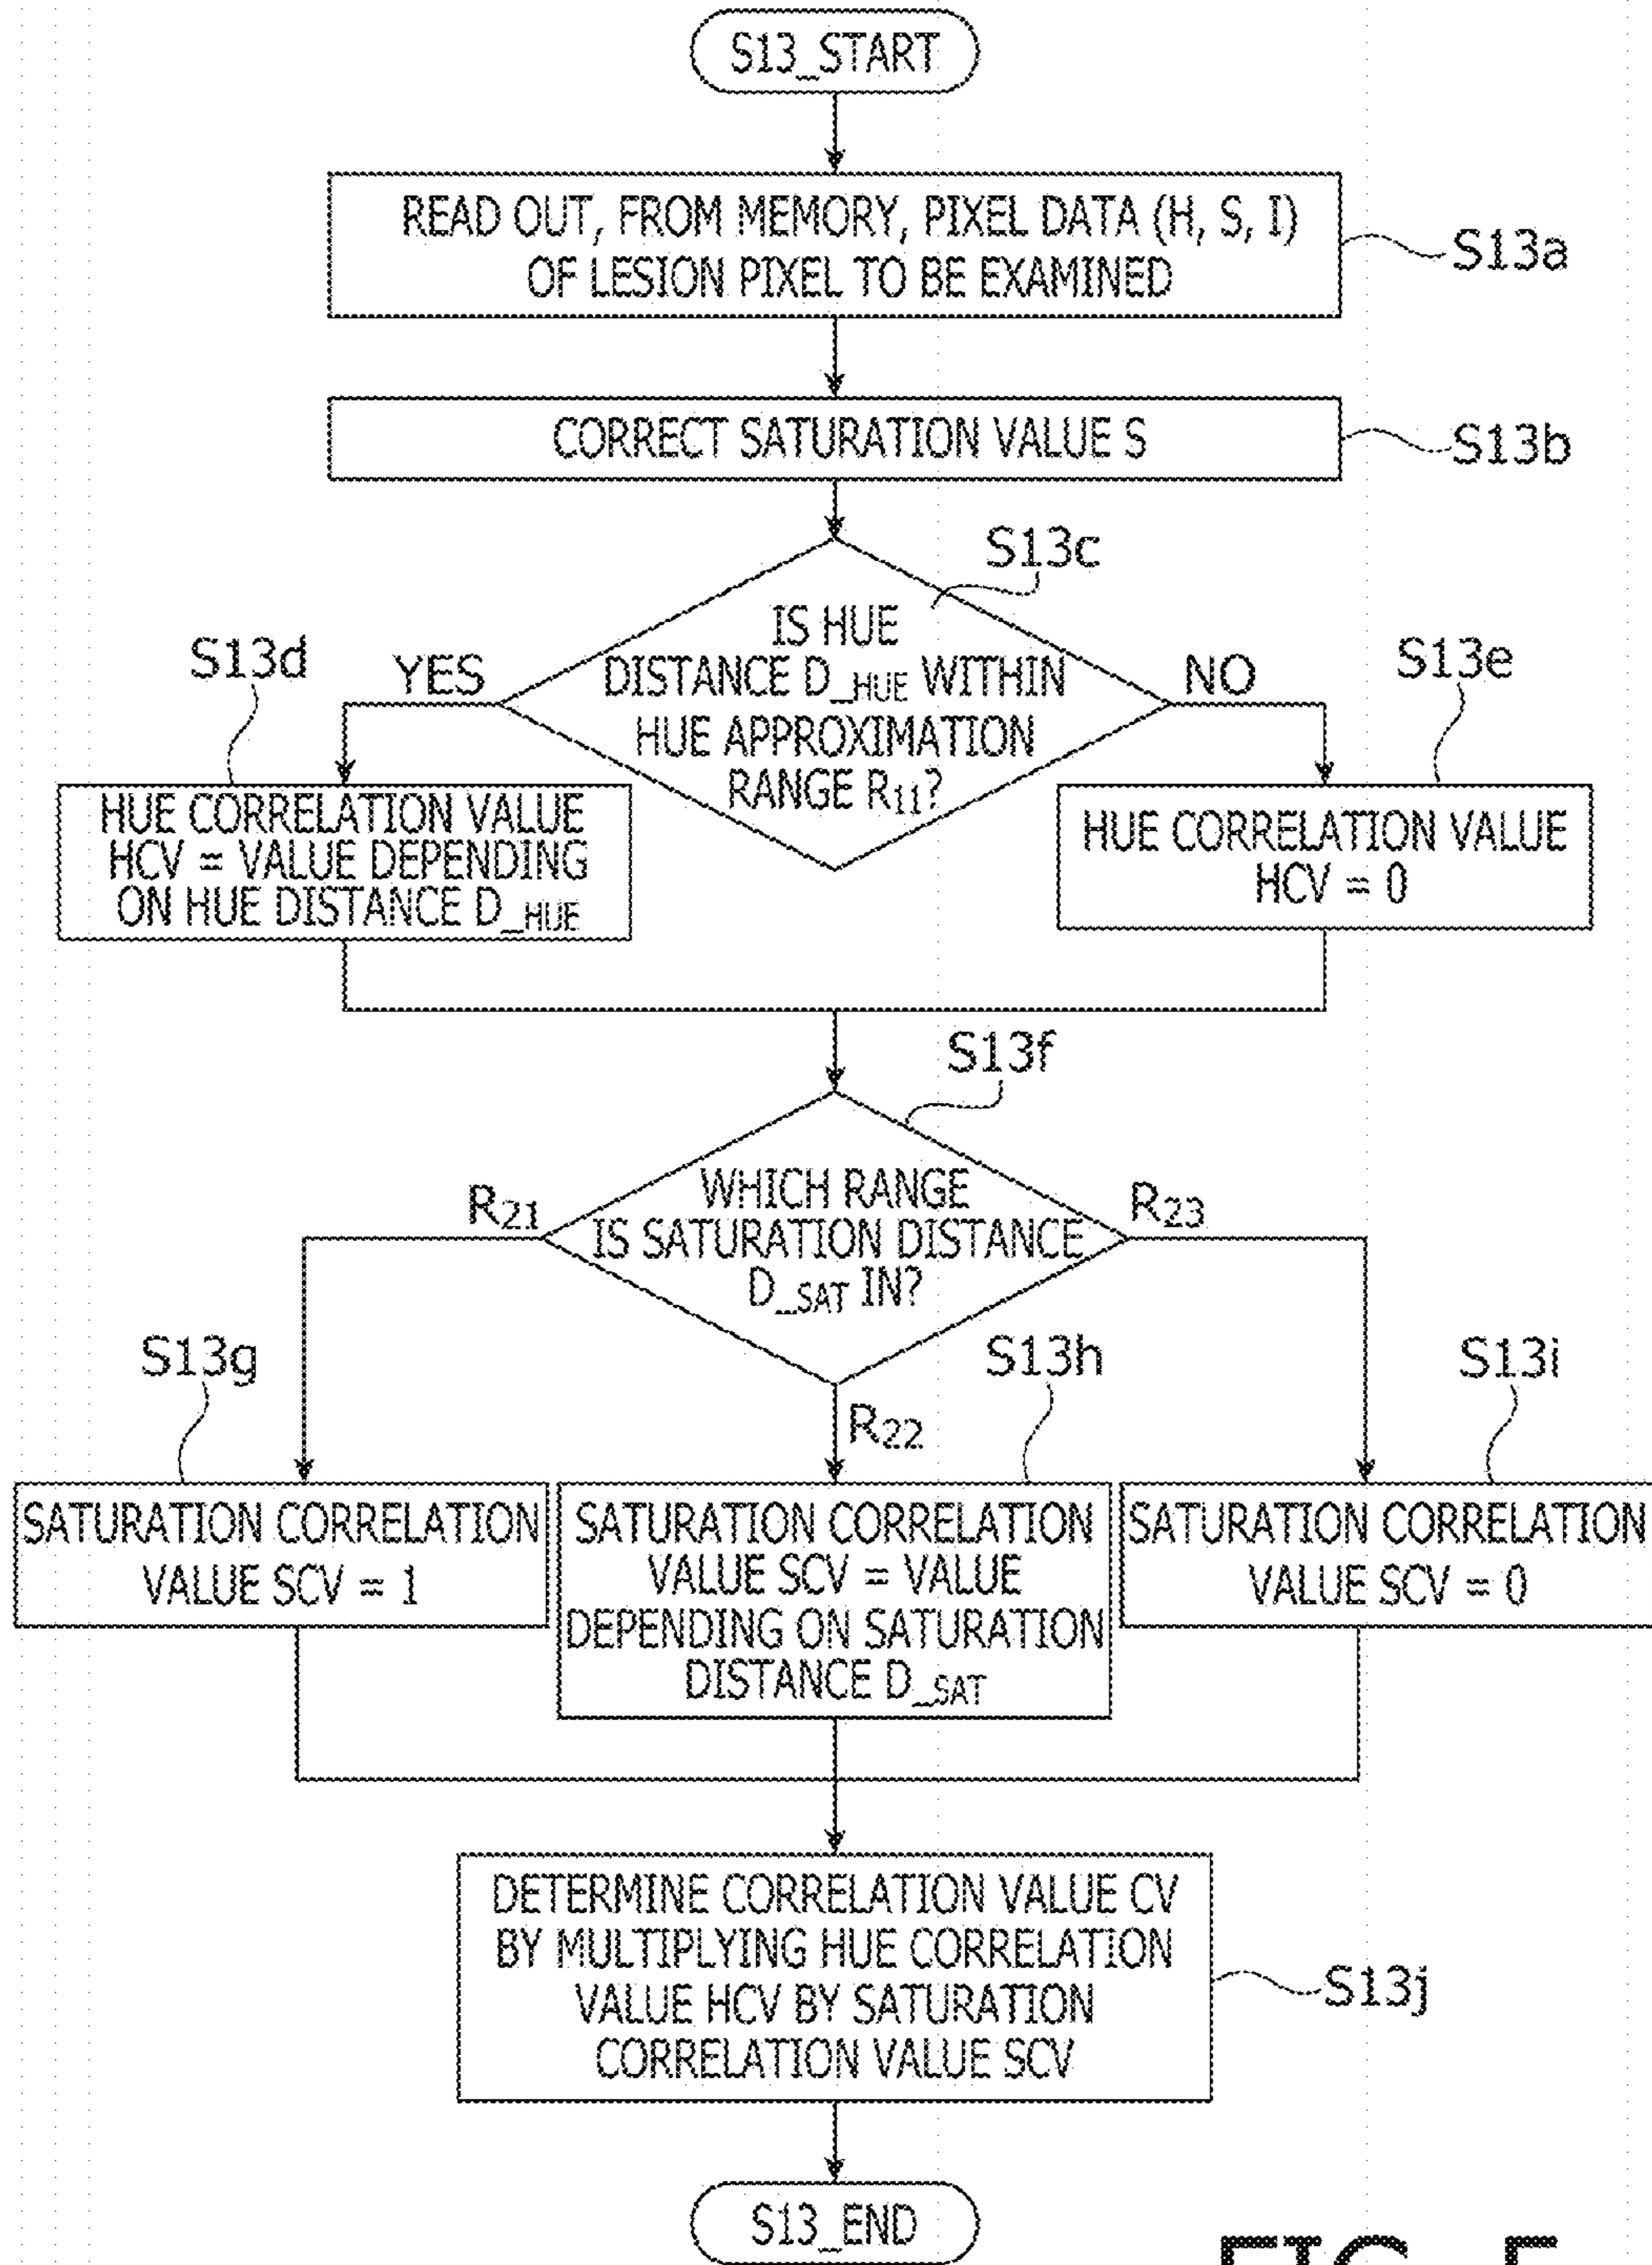 S13_START
READ OUT, FROM MEMORY, PIXEL DATA (H, S, I)
OF LESION PIXEL TO BE EXAMINED
S13a
CORRECT SATURATION VALUE S
S13b
S13c
IS HUE
DISTANCE D_HUE WITHIN
HUE APPROXIMATION
RANGE R11?
YES
NO
S13d
HUE CORRELATION VALUE
HCV = VALUE DEPENDING
ON HUE DISTANCE D_HUE
S13e
HUE CORRELATION VALUE
HCV = 0
S13f
WHICH RANGE
IS SATURATION DISTANCE
D_SAT IN?
R21
R22
R23
S13g
SATURATION CORRELATION
VALUE SCV = 1
S13h
SATURATION CORRELATION
VALUE SCV = VALUE
DEPENDING ON SATURATION
DISTANCE D_SAT
S13i
SATURATION CORRELATION
VALUE SCV = 0
DETERMINE CORRELATION VALUE CV
BY MULTIPLYING HUE CORRELATION
VALUE HCV BY SATURATION
CORRELATION VALUE SCV
S13j
S13_END